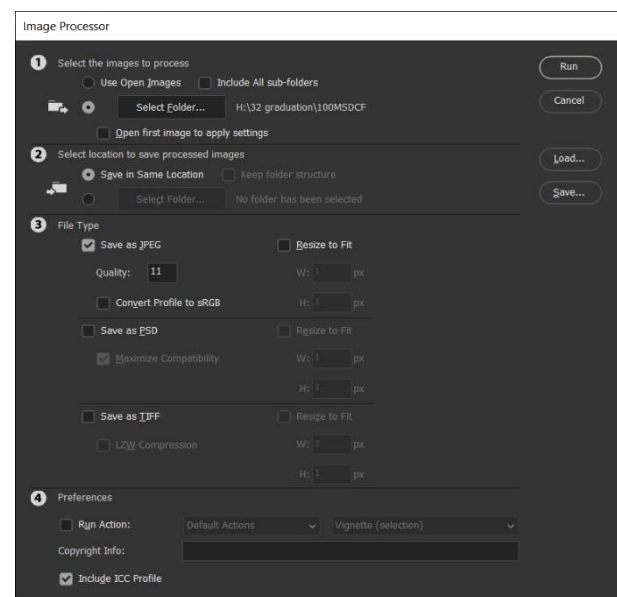 Image Processor
1 Select the images to process
Use Open Images Include All sub-folders
Run
Select Folder... H:\32 graduation\100MSDCF
Cancel
Open first image to apply settings
2 Select location to save processed images
Load...
Save in Same Location Keep folder structure
Select Folder... No folder has been selected
Save...
3 File Type
Save as JPEG Resize to Fit
Quality: 11 W: 1 px
Convert Profile to sRGB H: 1 px
Save as PSD Resize to Fit
Maximize Compatibility W: 1 px
H: 1 px
Save as TIFF Resize to Fit
LZW Compression W: 1 px
H: 1 px
4 Preferences
Run Action: Default Actions Vignette (selection)
Copyright Info:
Include ICC Profile